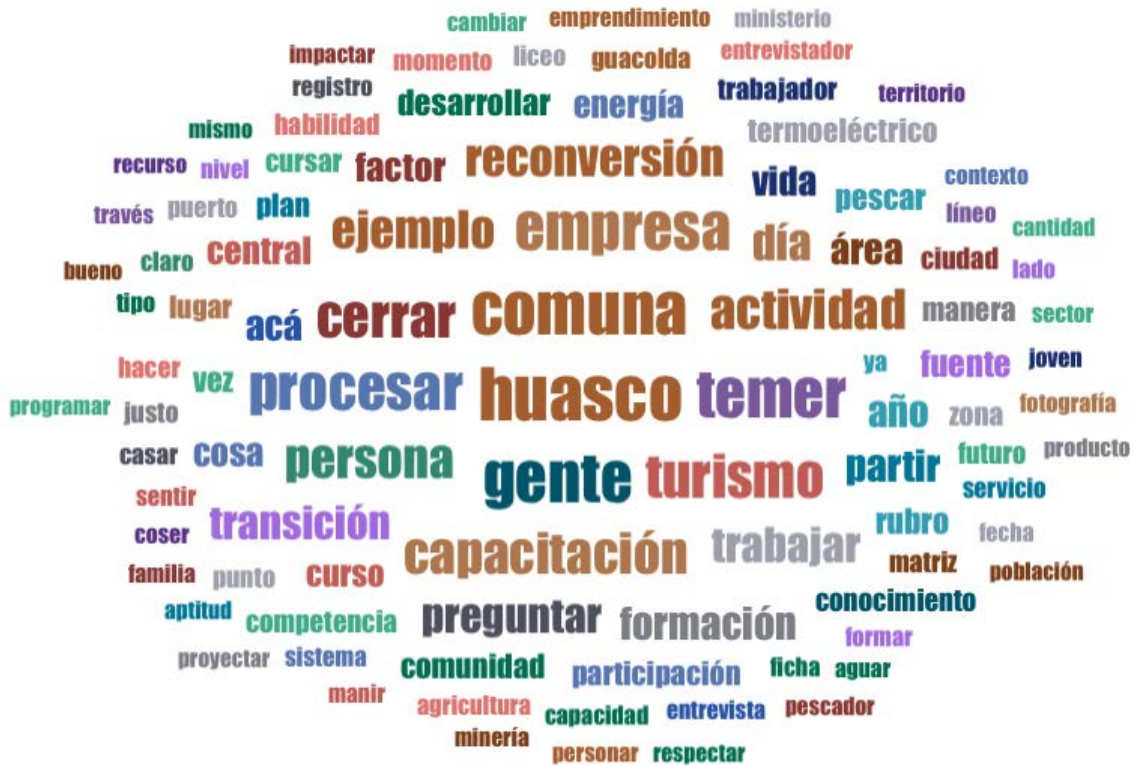 cambiar emprendimiento ministerio
impactar momento liceo guacolda entrevistador
registro desarrollar energía trabajador territorio
mismo habilidad termoeléctrico
recurso nivel cursar factor reconversión vida pescar contexto
través puerto plan ejemplo empresa día área líneo cantidad
bueno claro central ciudad lado
tipo lugar acá cerrar comuna actividad manera sector
hacer vez procesar huasco temer ya fuente joven
programar justo año zona fotografía
casar cosa persona gente turismo partir futuro producto
sentir servicio
coser transición capacitación trabajar rubro fecha
familia punto curso matriz población
aptitud competencia preguntar formación conocimiento
formar
proyectar sistema comunidad participación ficha aguar
manir agricultura capacidad entrevista pescador
minería personar respectar